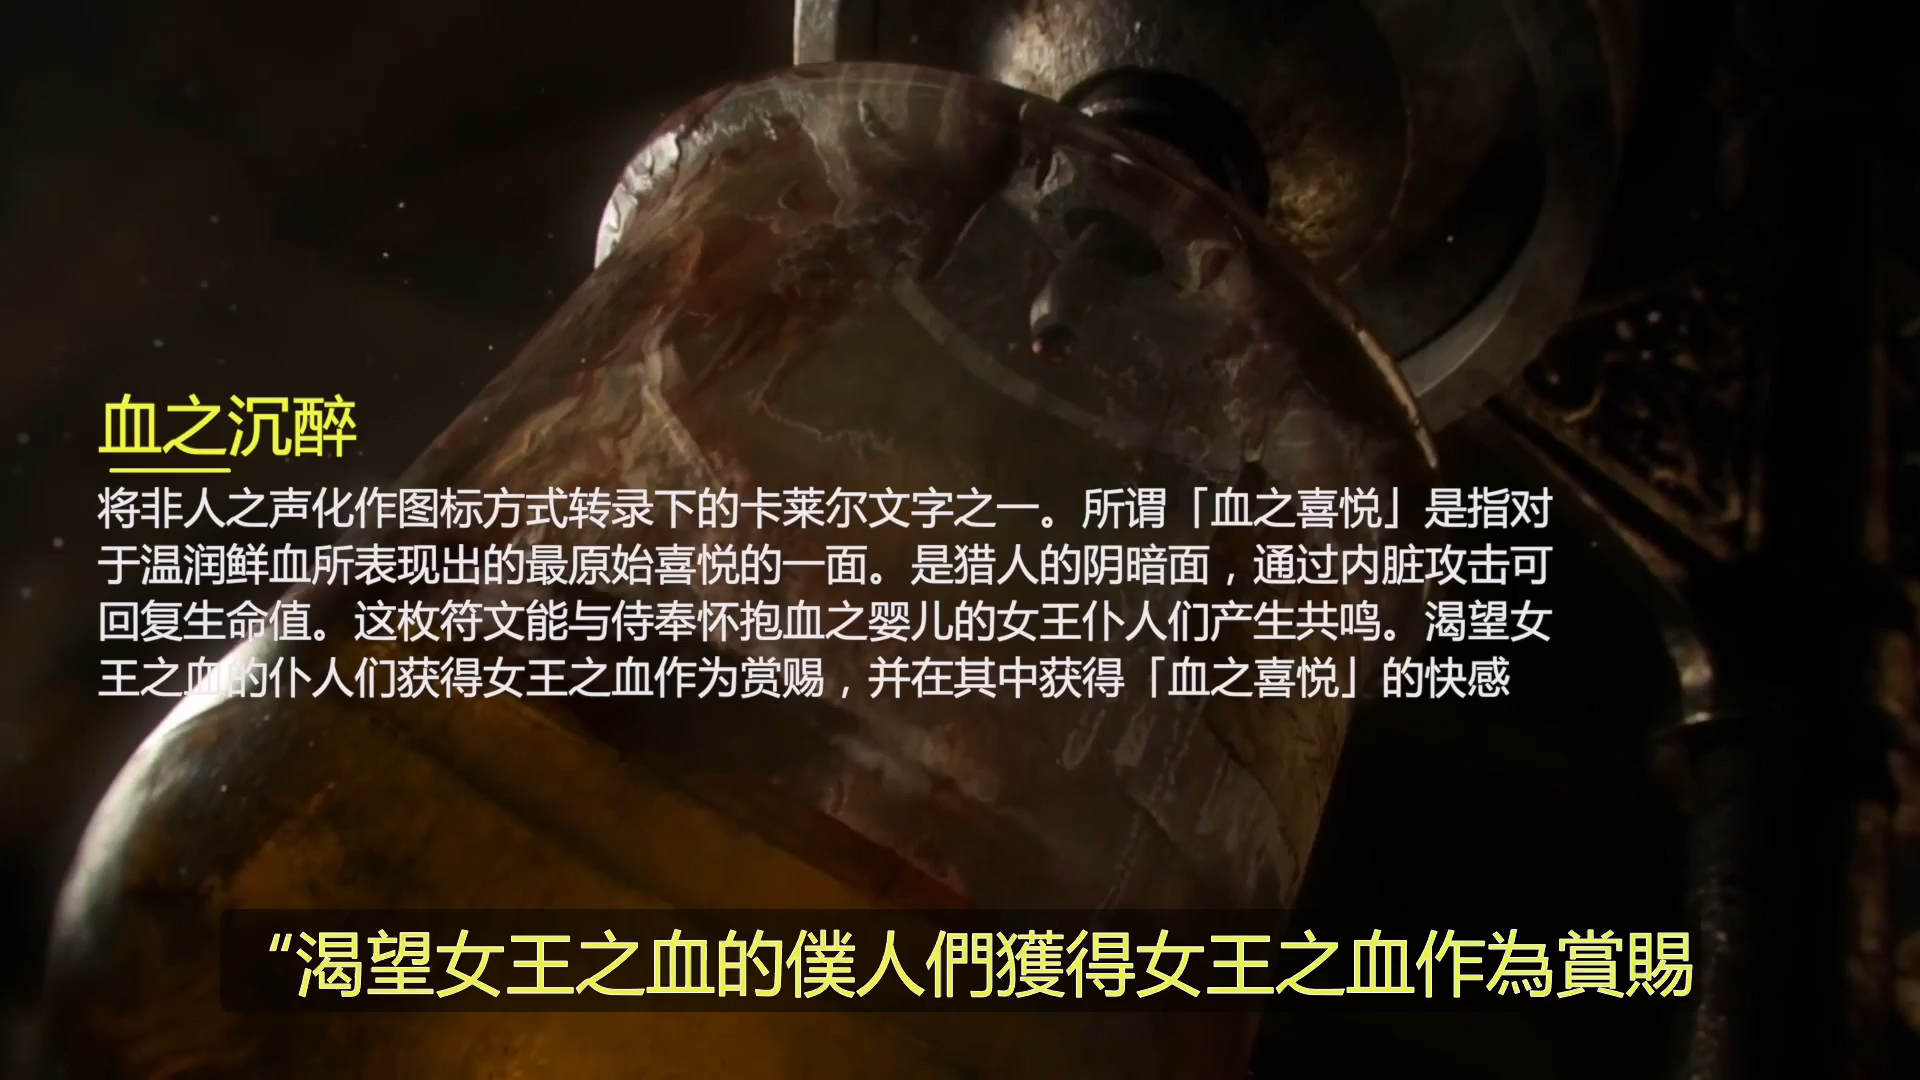 血之沉醉
将非人之声化作图标方式转录下的卡莱尔文字之一。所谓「血之喜悦」是指对
于温润鲜血所表现出的最原始喜悦的一面。是猎人的阴暗面，通过内脏攻击可
回复生命值。这枚符文能与侍奉怀抱血之婴儿的女王仆人们产生共鸣。渴望女
王之血的仆人们获得女王之血作为赏赐，并在其中获得「血之喜悦」的快感
“渴望女王之血的僕人們獲得女王之血作為賞賜